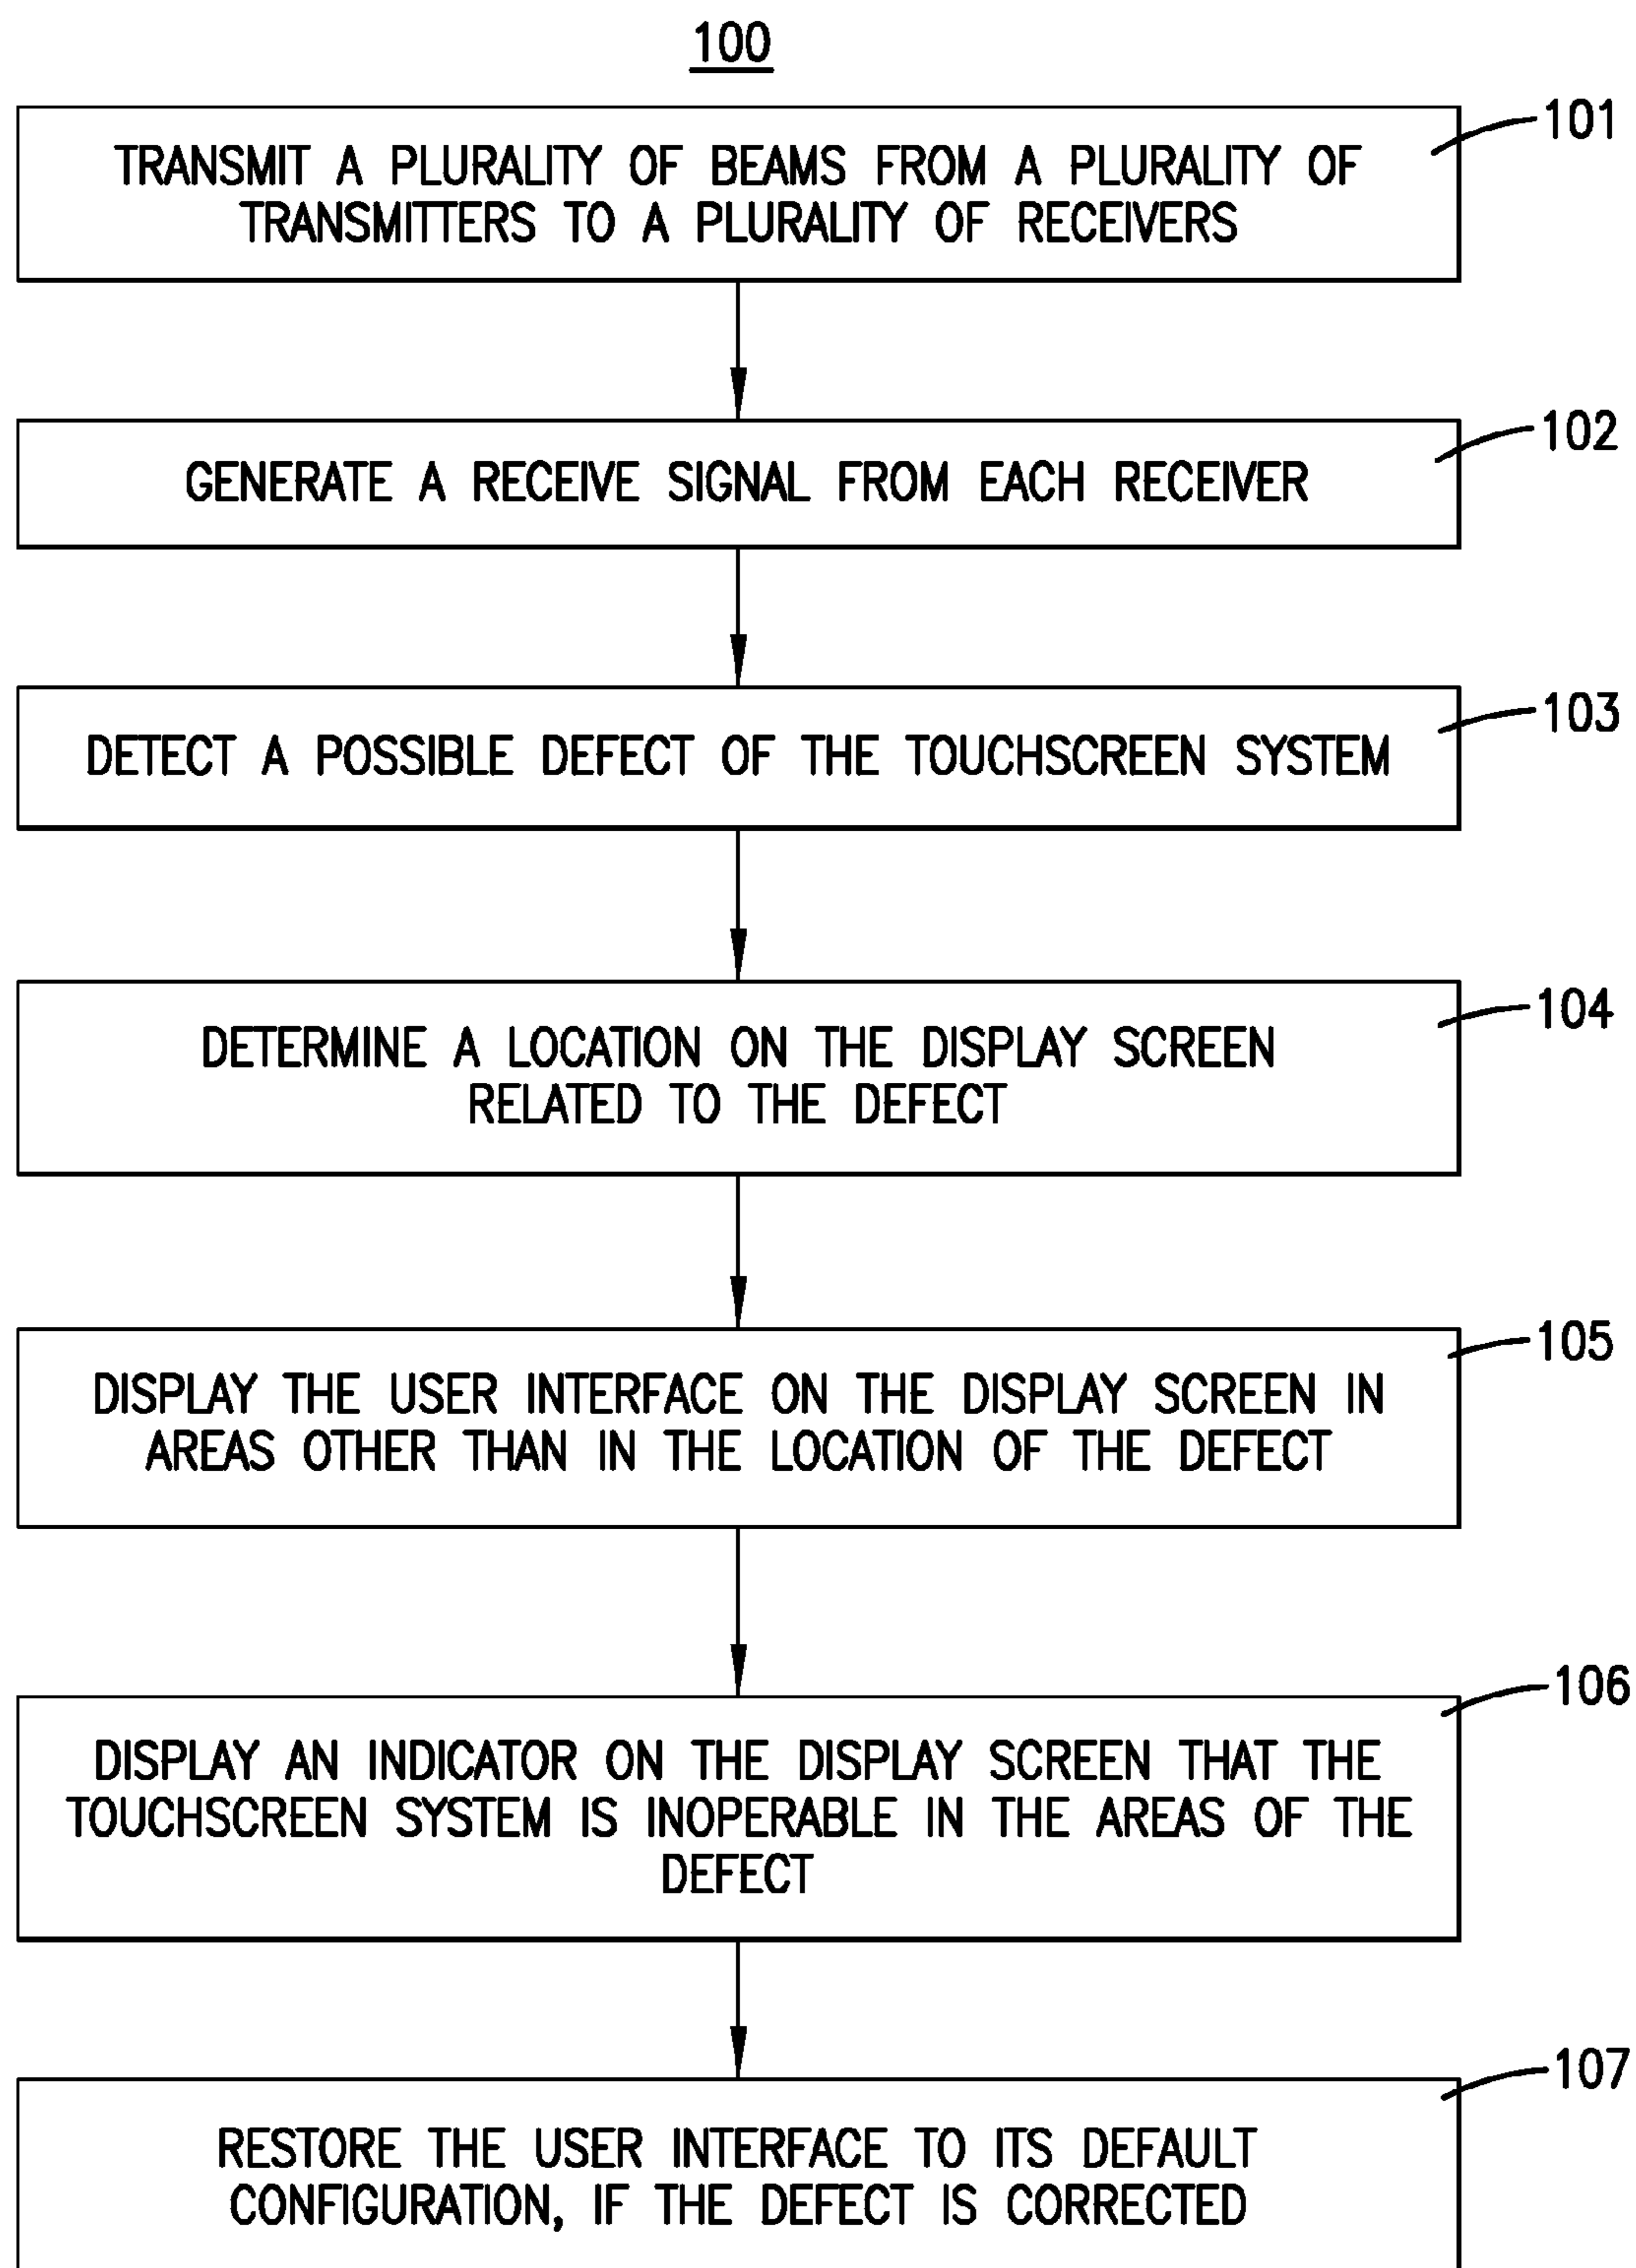 100
101
TRANSMIT A PLURALITY OF BEAMS FROM A PLURALITY OF
TRANSMITTERS TO A PLURALITY OF RECEIVERS
102
GENERATE A RECEIVE SIGNAL FROM EACH RECEIVER
103
DETECT A POSSIBLE DEFECT OF THE TOUCHSCREEN SYSTEM
104
DETERMINE A LOCATION ON THE DISPLAY SCREEN
RELATED TO THE DEFECT
105
DISPLAY THE USER INTERFACE ON THE DISPLAY SCREEN IN
AREAS OTHER THAN IN THE LOCATION OF THE DEFECT
106
DISPLAY AN INDICATOR ON THE DISPLAY SCREEN THAT THE
TOUCHSCREEN SYSTEM IS INOPERABLE IN THE AREAS OF THE
DEFECT
107
RESTORE THE USER INTERFACE TO ITS DEFAULT
CONFIGURATION, IF THE DEFECT IS CORRECTED